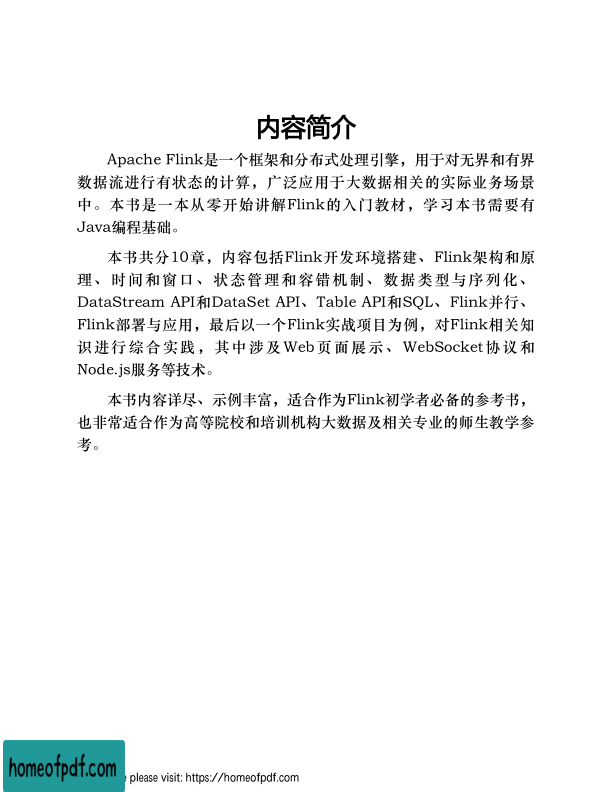 内容简介
Apache Flink是一个框架和分布式处理引擎，用于对无界和有界
数据流进行有状态的计算，广泛应用于大数据相关的实际业务场景
中。本书是一本从零开始讲解Flink的入门教材，学习本书需要有
Java编程基础。
本书共分10章，内容包括Flink开发环境搭建、Flink架构和原
理、时间和窗口、状态管理和容错机制、数据类型与序列化、
DataStream API和DataSet API、Table API和SQL、Flink并行、
Flink部署与应用，最后以一个Flink实战项目为例，对Flink相关知
识进行综合实践，其中涉及Web页面展示、WebSocket协议和
Node.js服务等技术。
本书内容详尽、示例丰富，适合作为Flink初学者必备的参考书，
也非常适合作为高等院校和培训机构大数据及相关专业的师生教学参
考。
homeofpdf.com
e please visit: https://homeofpdf.com